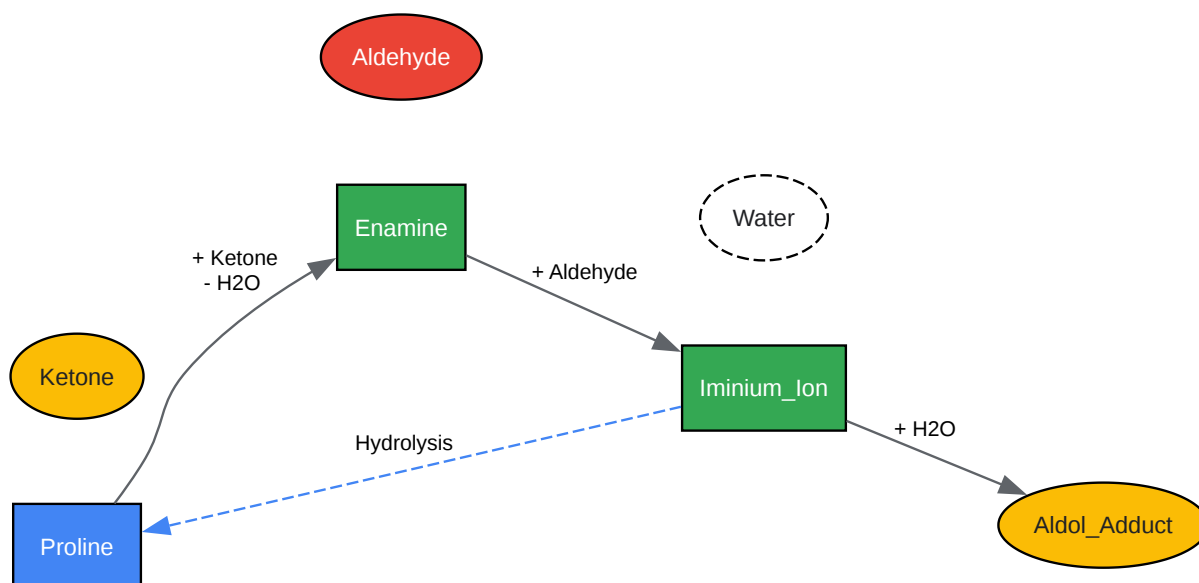 Aldehyde
Enamine
Water
+ Ketone
- H2O
+ Aldehyde
Ketone
Iminium_Ion
+ H2O
Hydrolysis
Aldol_Adduct
Proline